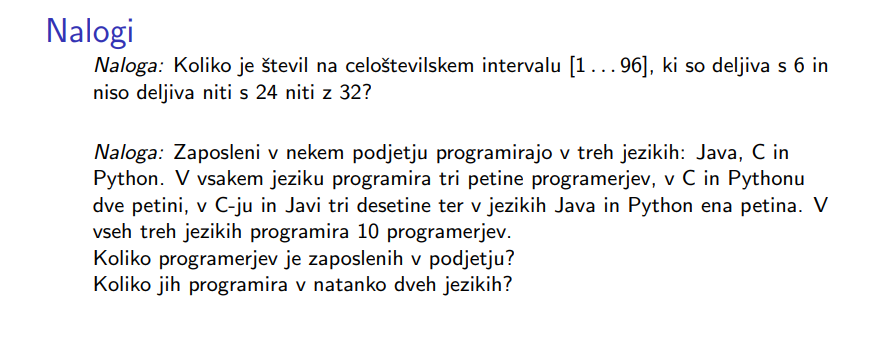 Nalogi
Naloga: Koliko je števil na celoštevilskem intervalu [1 . . . 96], ki so deljiva s 6 in
niso deljiva niti s 24 niti z 32?
Naloga: Zaposleni v nekem podjetju programirajo v treh jezikih: Java, C in
Python. V vsakem jeziku programira tri petine programerjev, v C in Pythonu
dve petini, v C-ju in Javi tri desetine ter v jezikih Java in Python ena petina. V
vseh treh jezikih programira 10 programerjev.
Koliko programerjev je zaposlenih v podjetju?
Koliko jih programira v natanko dveh jezikih?